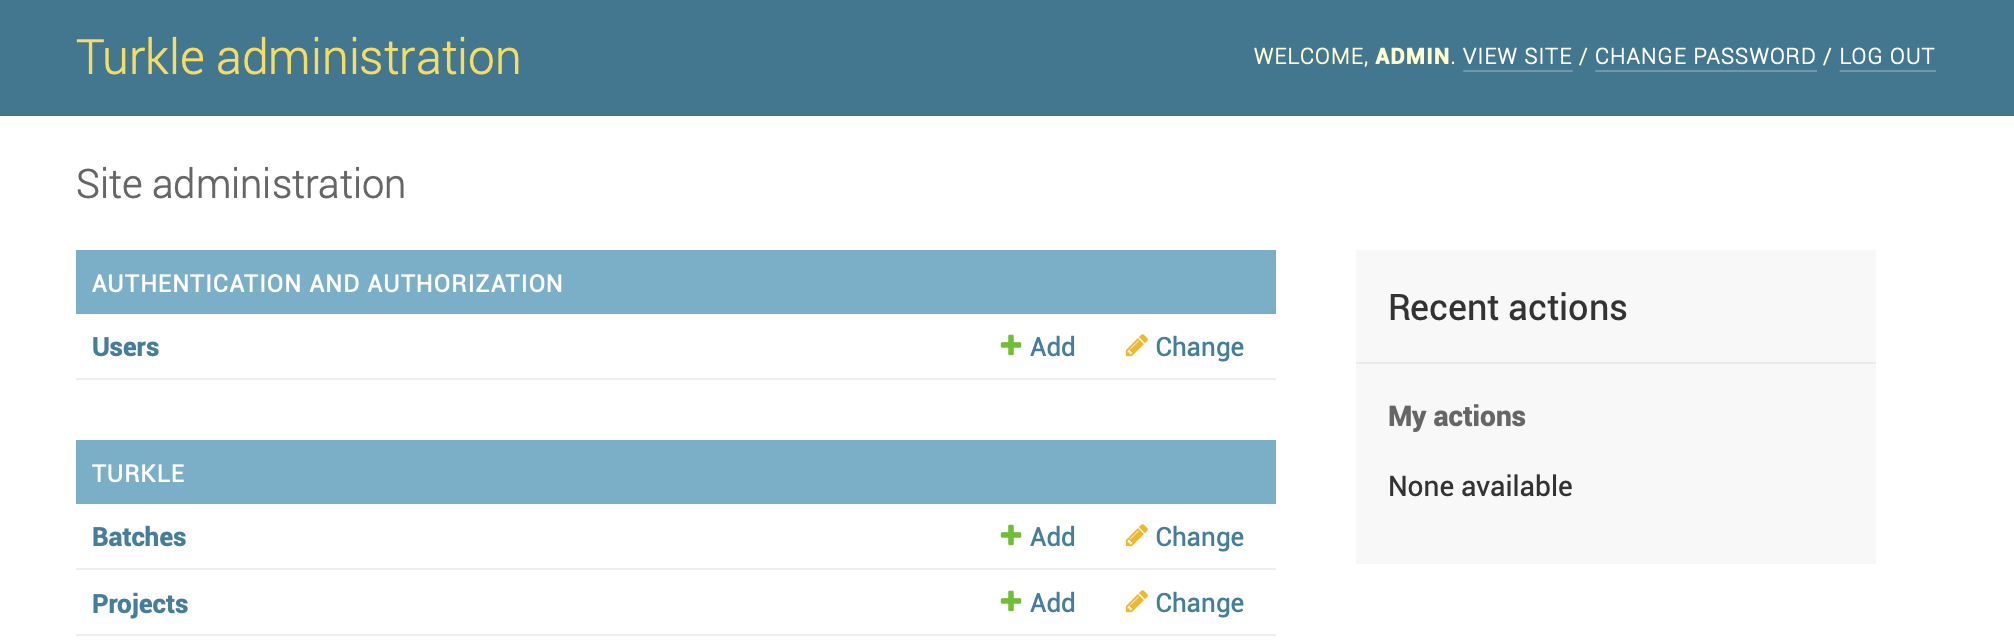 Turkle administration
WELCOME, ADMIN. VIEW SITE / CHANGE PASSWORD / LOG OUT
Site administration
AUTHENTICATION AND AUTHORIZATION
Users Add Change
TURKLE
Batches Add Change
Projects Add Change
Recent actions
My actions
None available